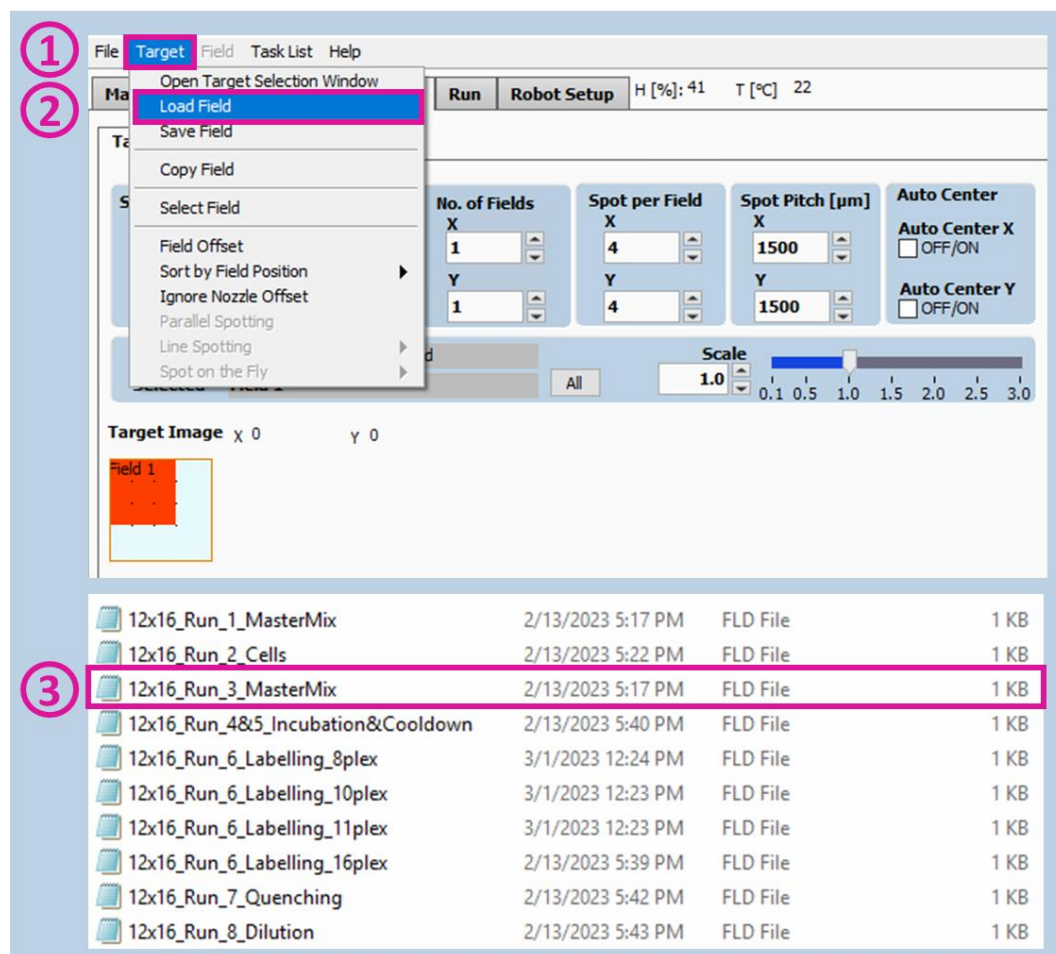 1
File Target Field Task List Help
2
Ma Run Robot Setup H [%]: 41 T [°C] 22
Open Target Selection Window
Load Field
Save Field
Copy Field
Select Field
Field Offset
Sort by Field Position
Ignore Nozzle Offset
Parallel Spotting
Line Spotting
Spot on the Fly
Ta
S
No. of Fields
X
1
Y
1
Spot per Field
X
4
Y
4
Spot Pitch [µm]
X
1500
Y
1500
Auto Center
Auto Center X
OFF/ON
Auto Center Y
OFF/ON
d
All
Scale
1.0
0.1 0.5 1.0 1.5 2.0 2.5 3.0
Target Image X 0 Y 0
Field 1
12x16_Run_1_MasterMix 2/13/2023 5:17 PM FLD File 1 KB
12x16_Run_2_Cells 2/13/2023 5:22 PM FLD File 1 KB
3
12x16_Run_3_MasterMix 2/13/2023 5:17 PM FLD File 1 KB
12x16_Run_4&5_Incubation&Cooldown 2/13/2023 5:40 PM FLD File 1 KB
12x16_Run_6_Labelling_8plex 3/1/2023 12:24 PM FLD File 1 KB
12x16_Run_6_Labelling_10plex 3/1/2023 12:23 PM FLD File 1 KB
12x16_Run_6_Labelling_11plex 3/1/2023 12:23 PM FLD File 1 KB
12x16_Run_6_Labelling_16plex 2/13/2023 5:39 PM FLD File 1 KB
12x16_Run_7_Quenching 2/13/2023 5:42 PM FLD File 1 KB
12x16_Run_8_Dilution 2/13/2023 5:43 PM FLD File 1 KB